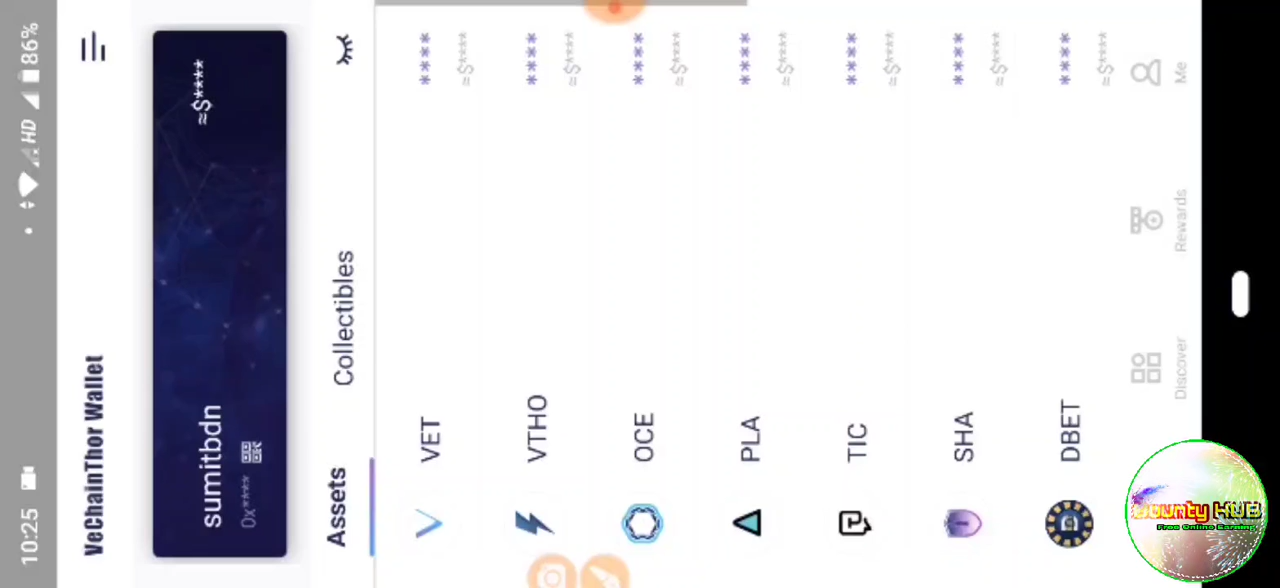 10:25 HD 86%
VeChainThor Wallet
sumitbdn
0x****
≈$****
Assets Collectibles
VET ****
≈$****
VTHO ****
≈$****
OCE ****
≈$****
PLA ****
≈$****
TIC ****
≈$****
SHA ****
≈$****
DBET ****
≈$****
Discover Rewards Me
Bounty HUB
Free Online Earning